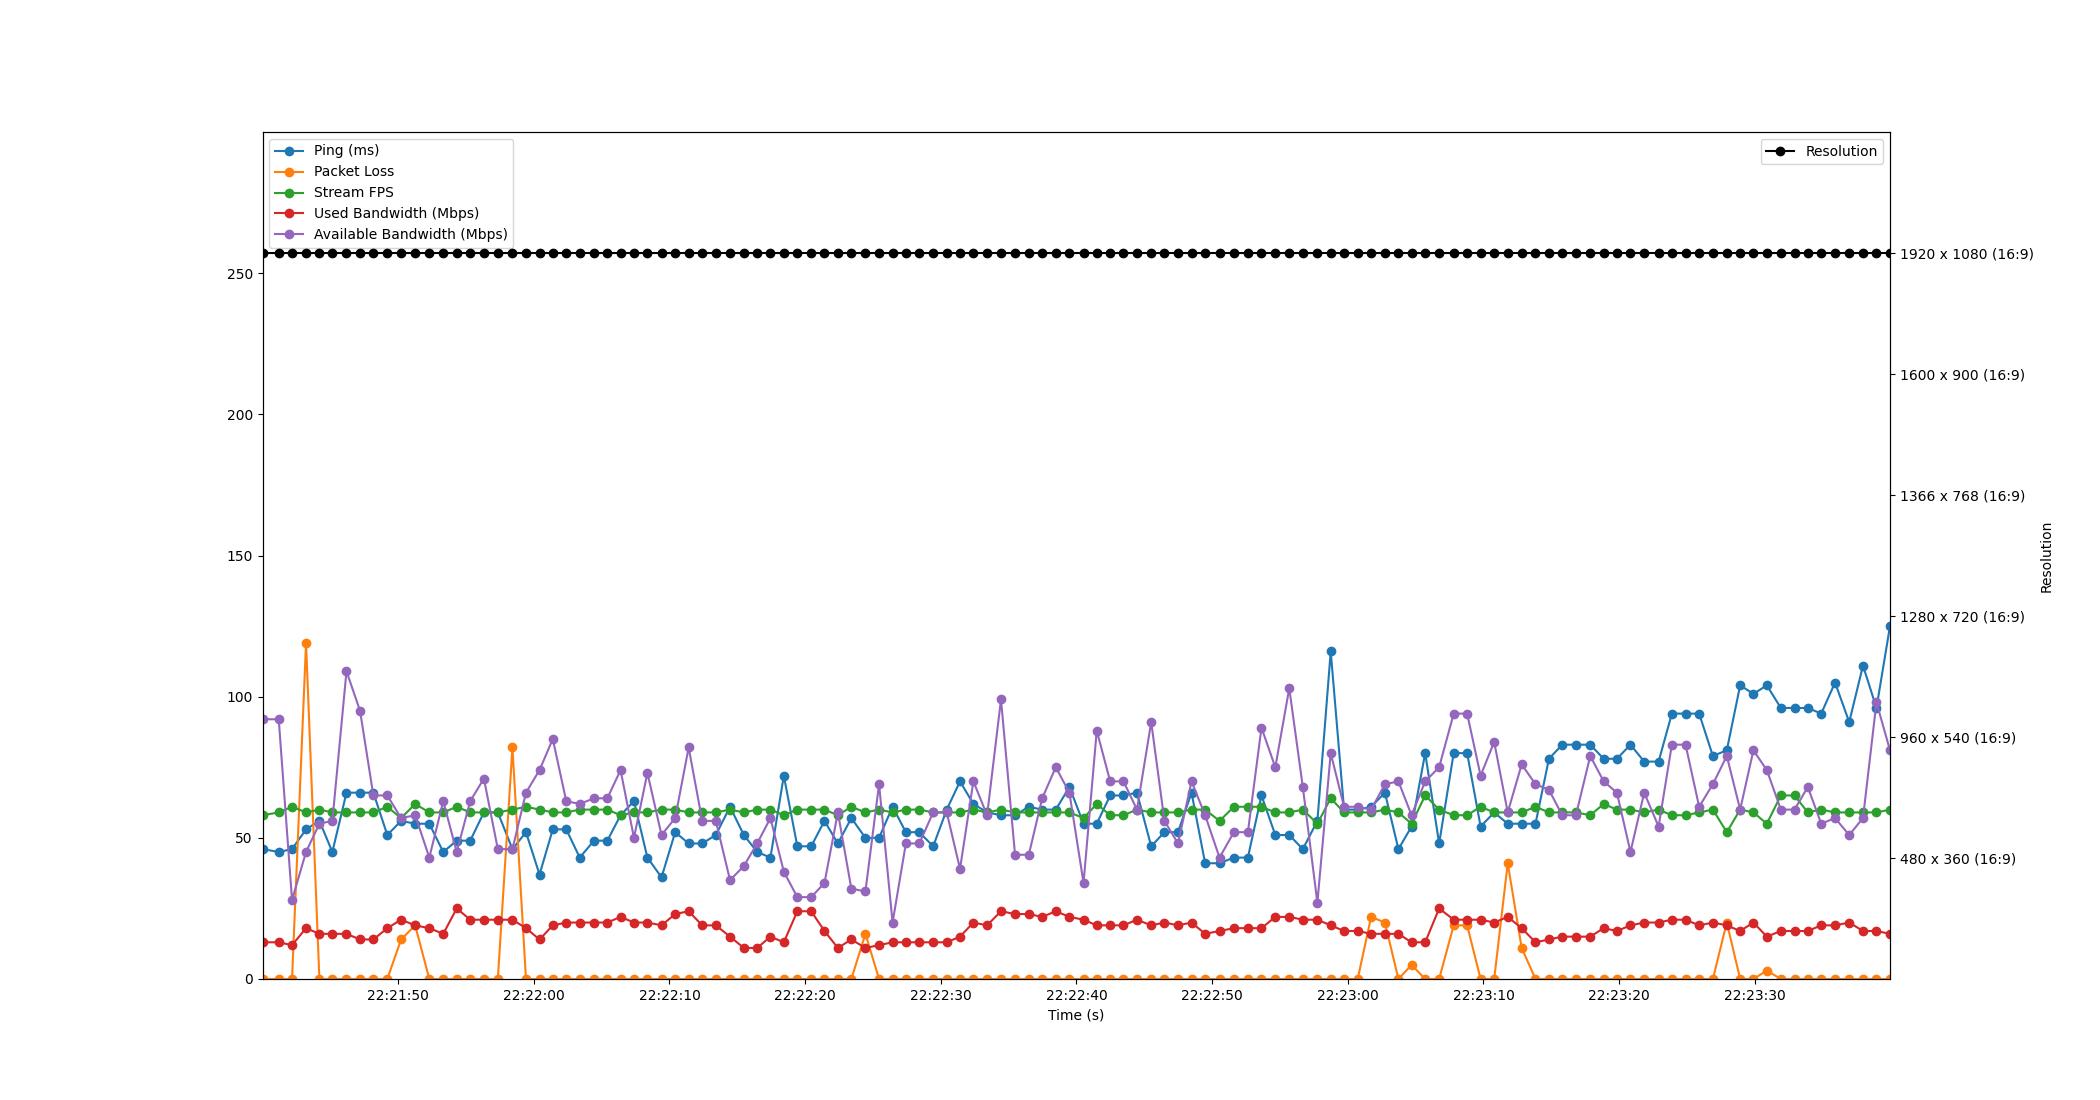 Ping (ms)
Packet Loss
Stream FPS
Used Bandwidth (Mbps)
Available Bandwidth (Mbps)
Resolution
250
200
150
100
50
0
1920 x 1080 (16:9)
1600 x 900 (16:9)
1366 x 768 (16:9)
1280 x 720 (16:9)
960 x 540 (16:9)
480 x 360 (16:9)
Resolution
22:21:50
22:22:00
22:22:10
22:22:20
22:22:30
22:22:40
22:22:50
22:23:00
22:23:10
22:23:20
22:23:30
Time (s)